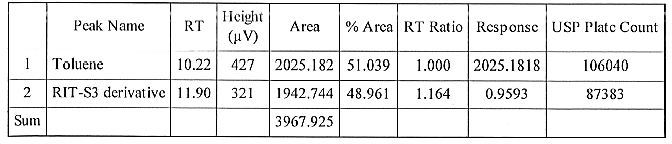 Peak Name RT Height (µV) Area % Area RT Ratio Response USP Plate Count
1 Toluene 10.22 427 2025.182 51.039 1.000 2025.1818 106040
2 RIT-S3 derivative 11.90 321 1942.744 48.961 1.164 0.9593 87383
Sum 3967.925